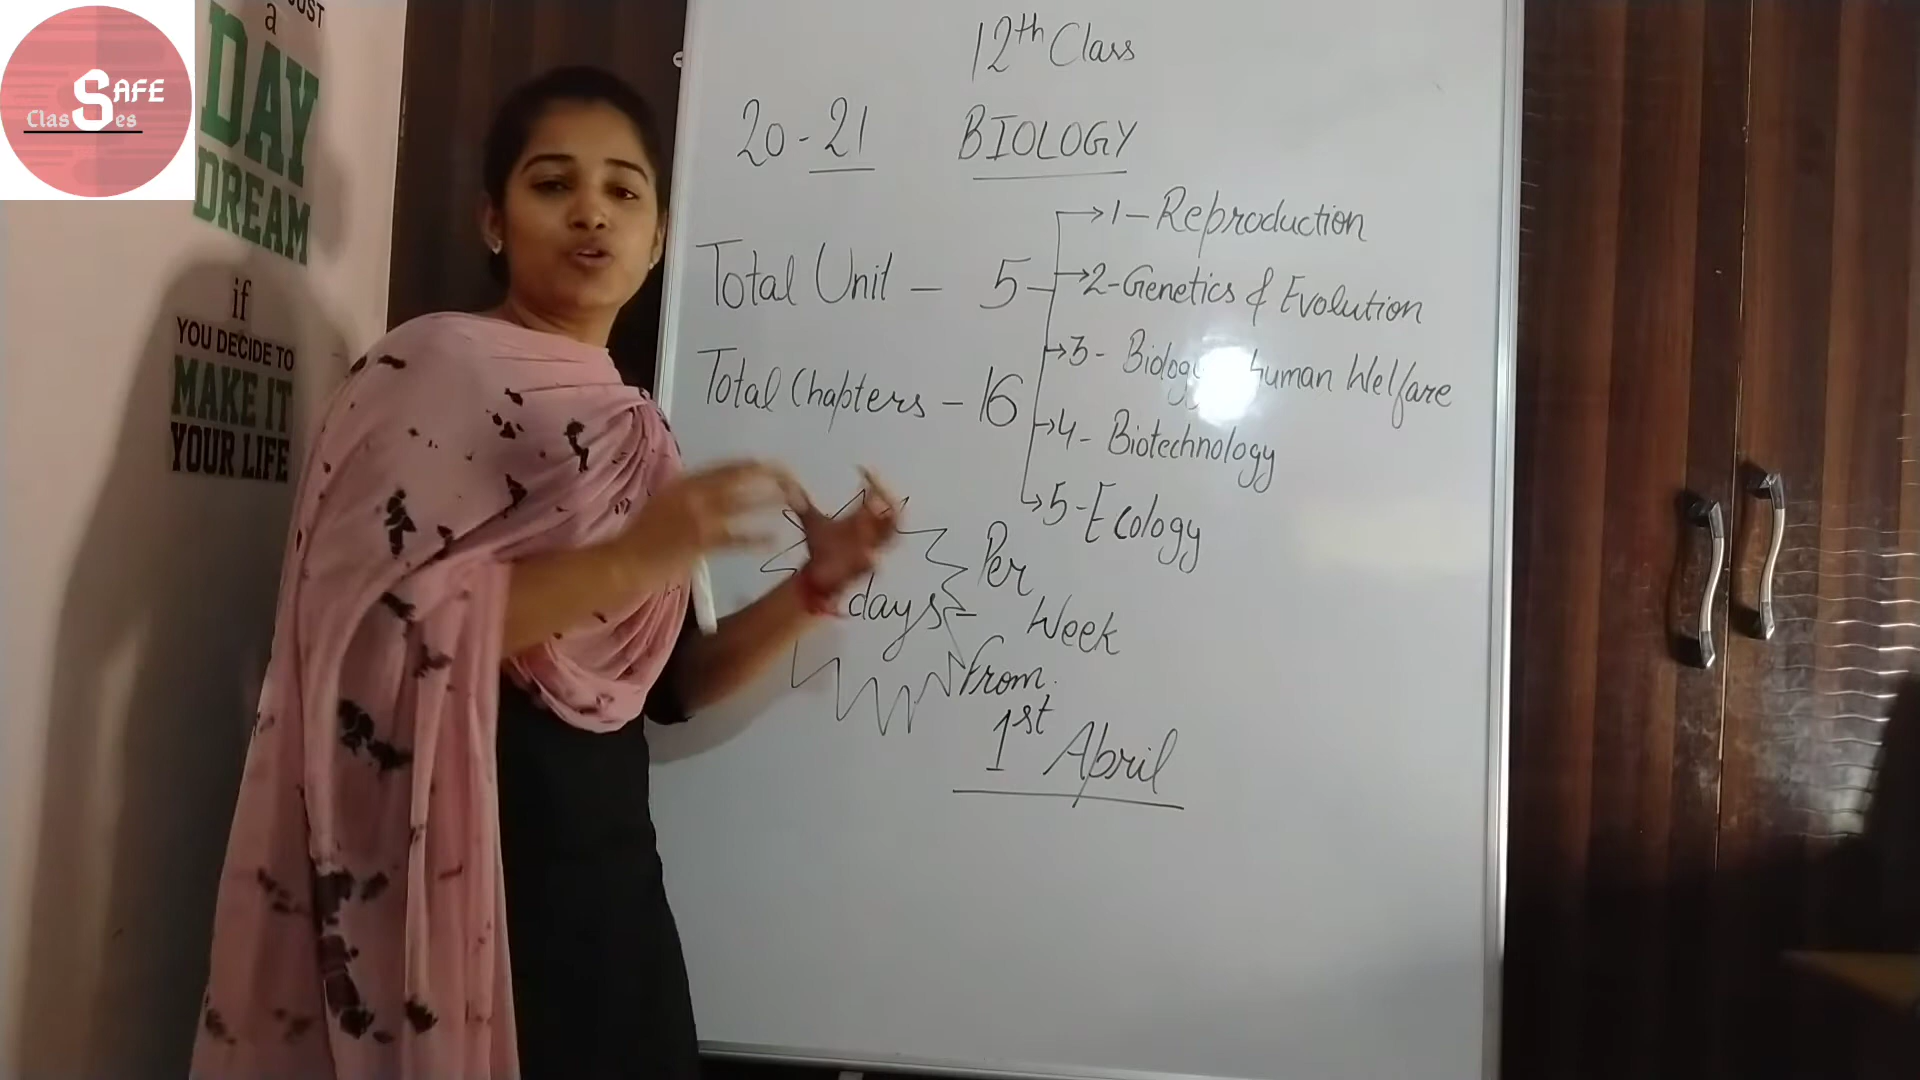 SAFE
Classes
JUST
a
DAY
DREAM
if
YOU DECIDE TO
MAKE IT
YOUR LIFE
12th Class
20-21 BIOLOGY
Total Unit - 5
1- Reproduction
2- Genetics & Evolution
3- Biology human Welfare
4- Biotechnology
5- Ecology
Total Chapters - 16
days - Per Week
From
1st April